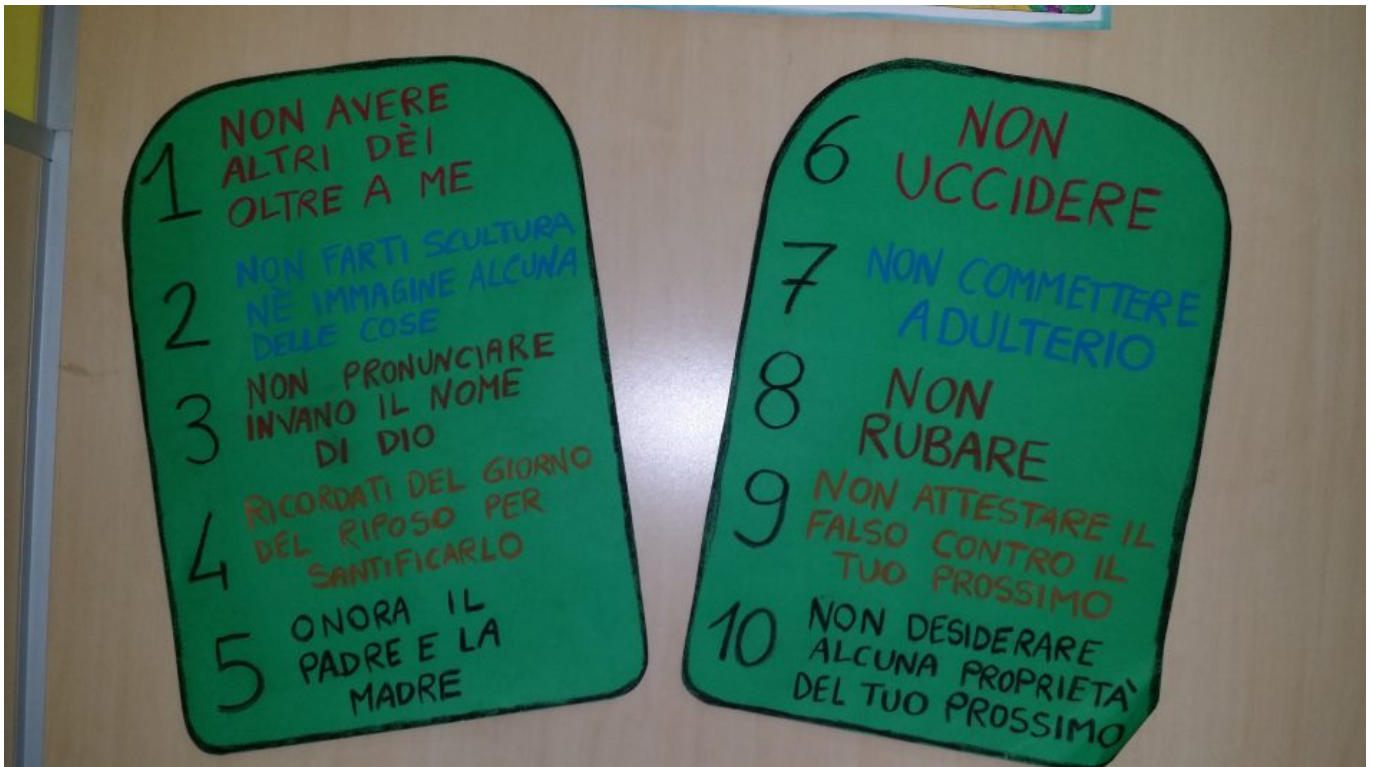 1 NON AVERE
ALTRI DÈI
OLTRE A ME
2 NON FARTI SCULTURA
NÈ IMMAGINE ALCUNA
DELLE COSE
3 NON PRONUNCIARE
INVANO IL NOME
DI DIO
4 RICORDATI DEL GIORNO
DEL RIPOSO PER
SANTIFICARLO
5 ONORA IL
PADRE E LA
MADRE
6 NON
UCCIDERE
7 NON COMMETTERE
ADULTERIO
8 NON
RUBARE
9 NON ATTESTARE IL
FALSO CONTRO IL
TUO PROSSIMO
10 NON DESIDERARE
ALCUNA PROPRIETÀ
DEL TUO PROSSIMO